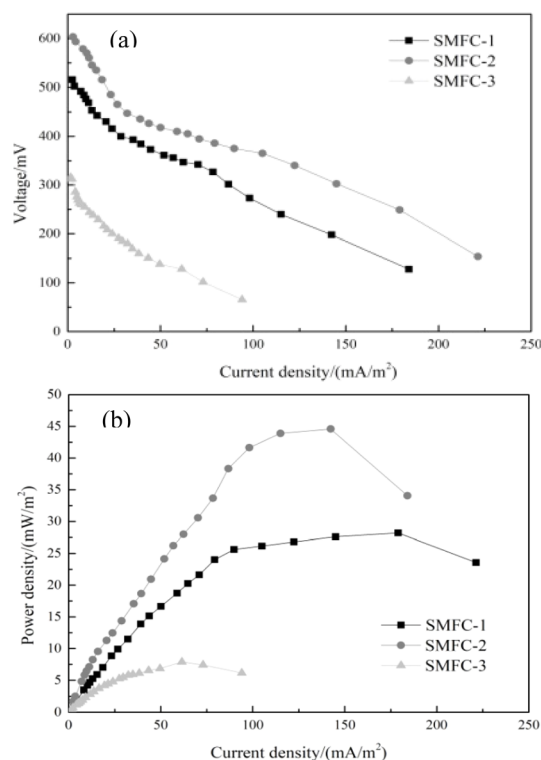 (a)
SMFC-1
SMFC-2
SMFC-3
Voltage/mV
600
500
400
300
200
100
0
0 50 100 150 200 250
Current density/(mA/m²)
(b)
Power density/(mW/m²)
50
45
40
35
30
25
20
15
10
5
0
SMFC-1
SMFC-2
SMFC-3
0 50 100 150 200 250
Current density/(mA/m²)